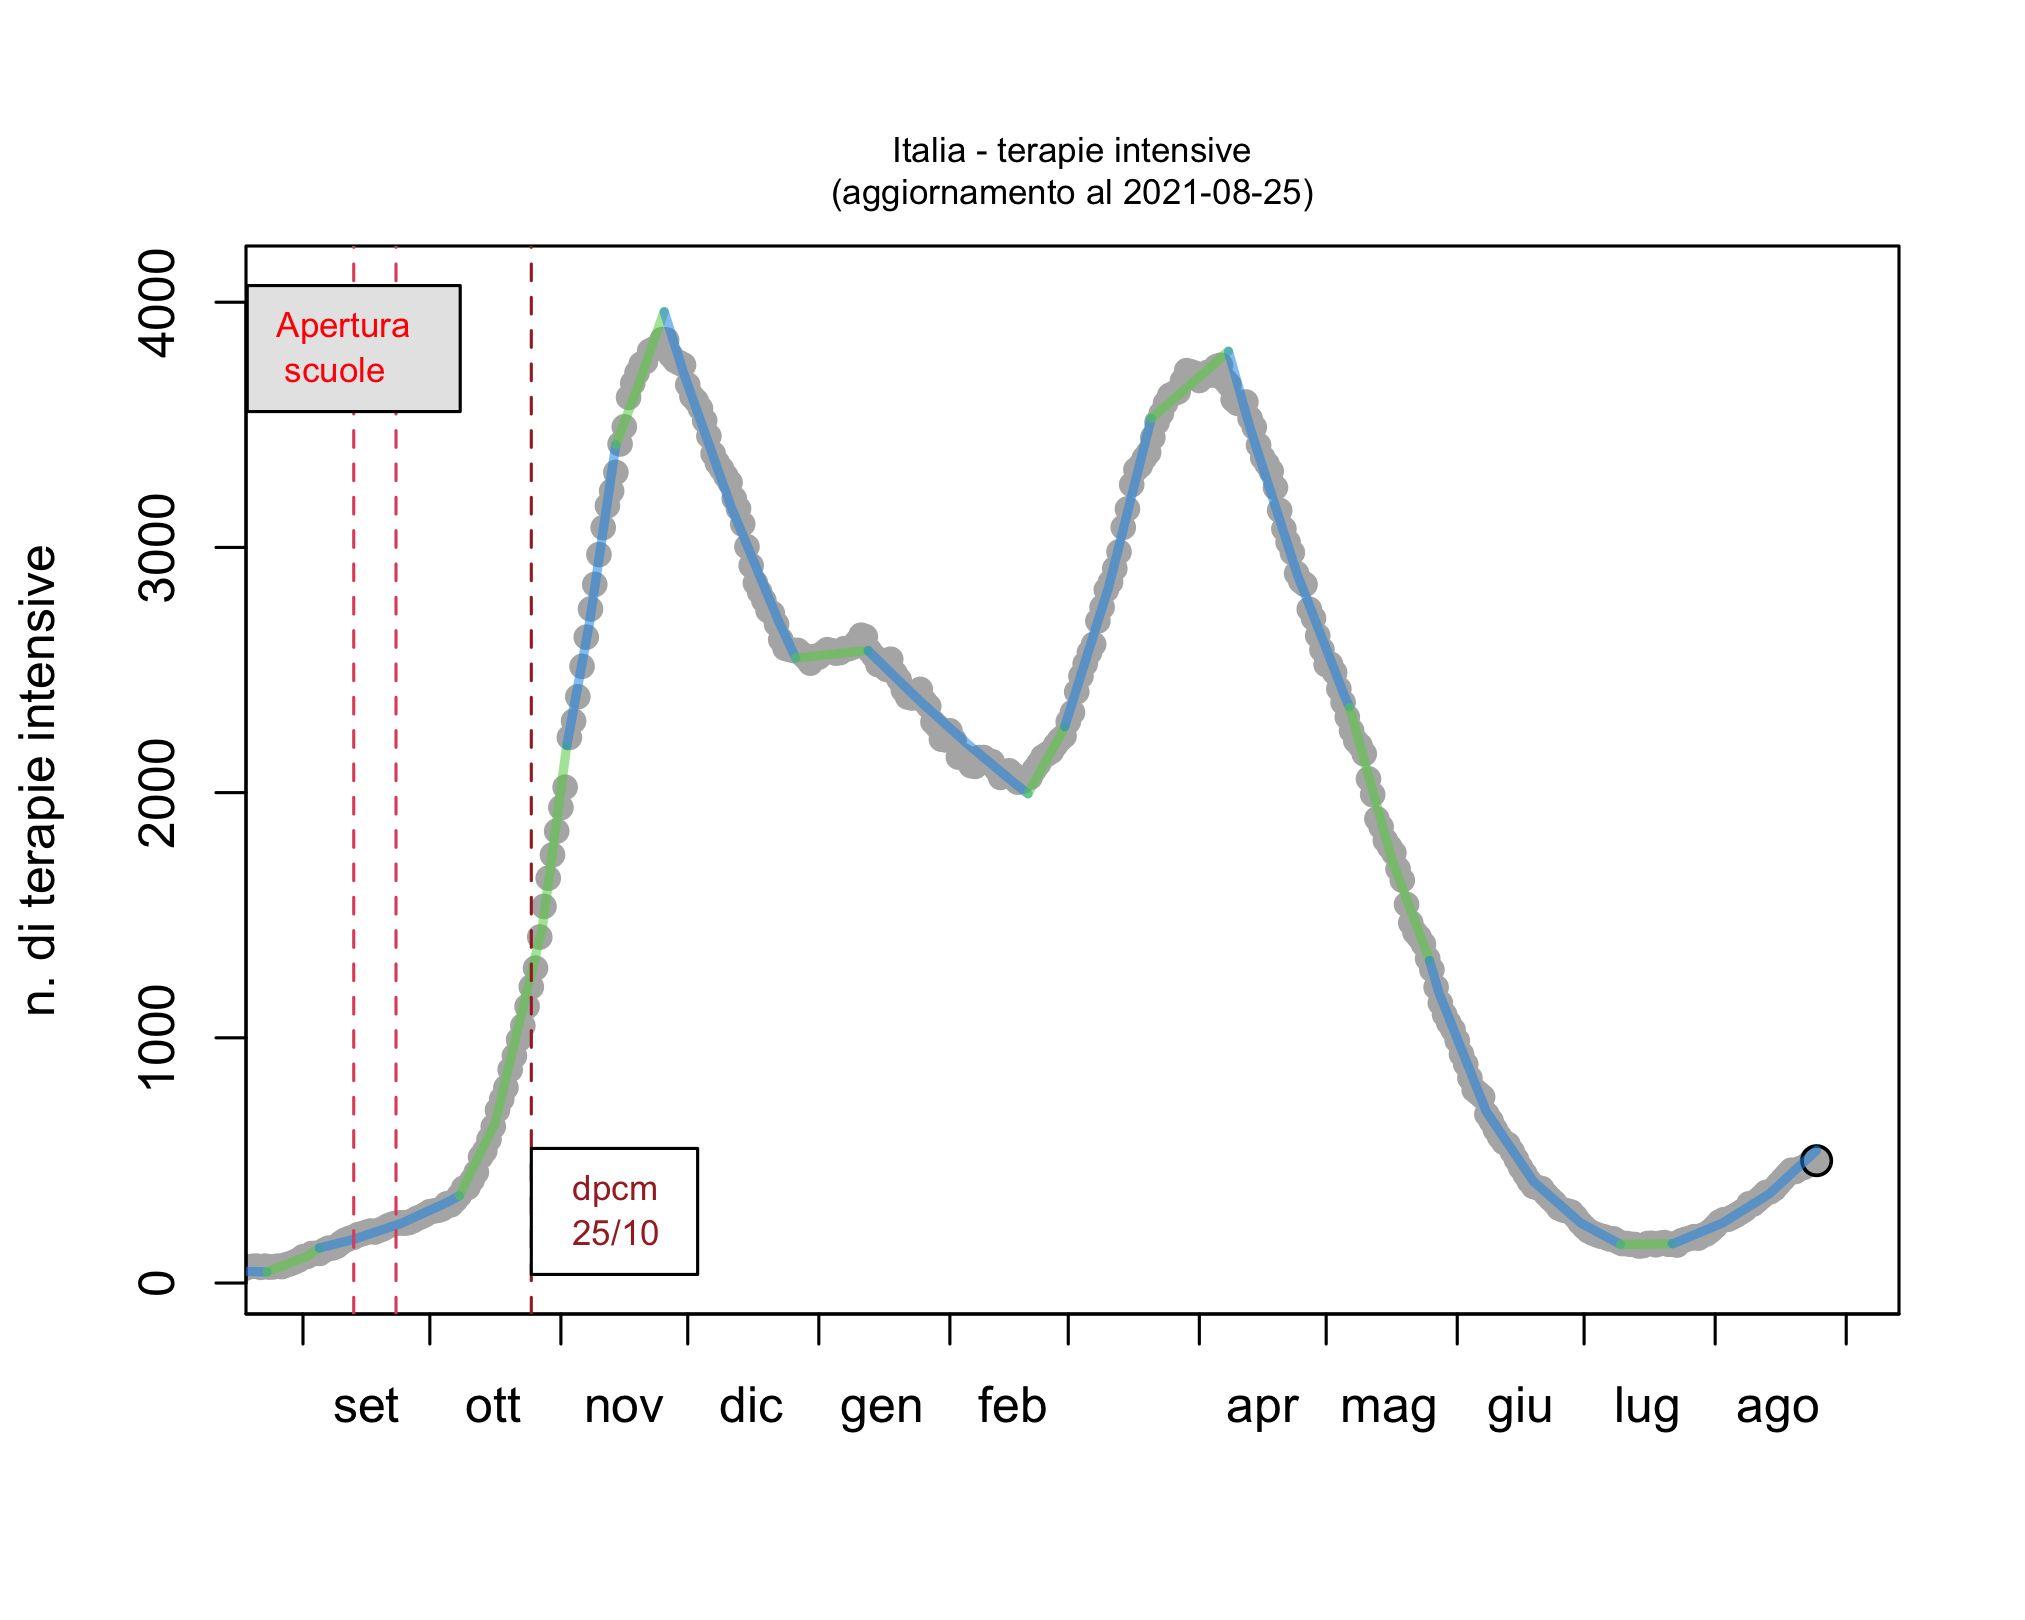 Italia - terapie intensive
(aggiornamento al 2021-08-25)
n. di terapie intensive
4000
3000
2000
1000
0
Apertura
scuole
dpcm
25/10
set ott nov dic gen feb apr mag giu lug ago